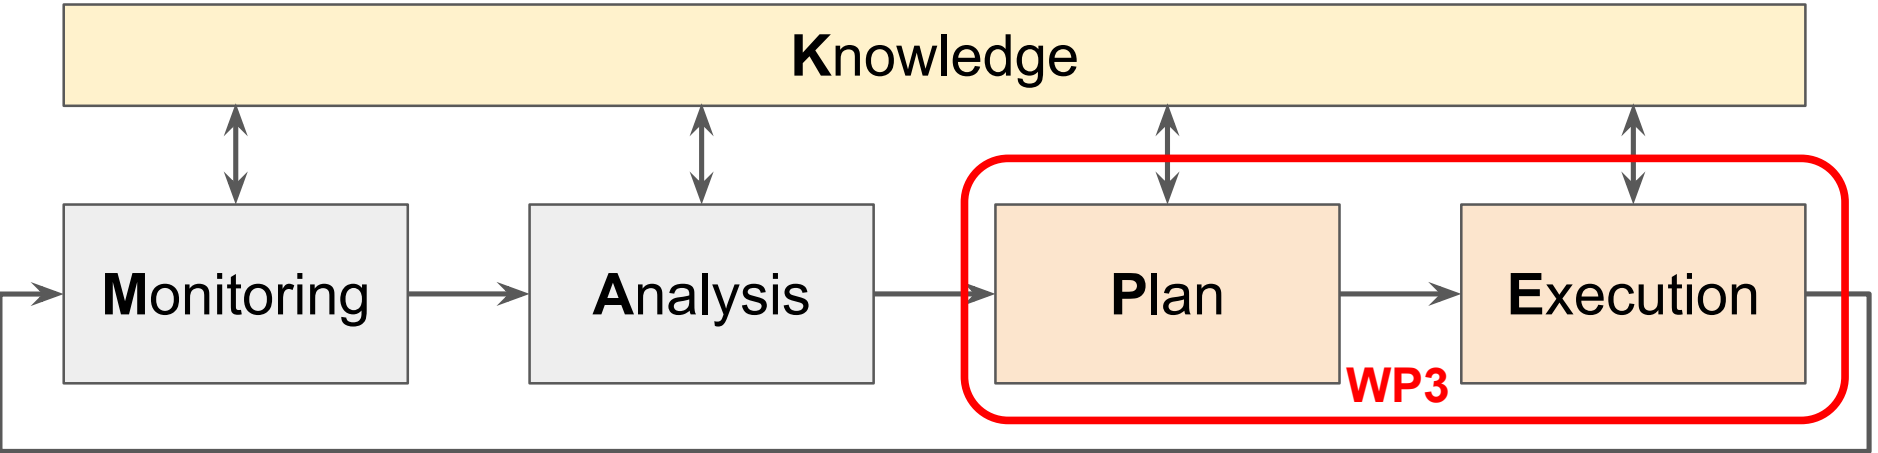 Knowledge
Monitoring
Analysis
Plan
Execution
WP3